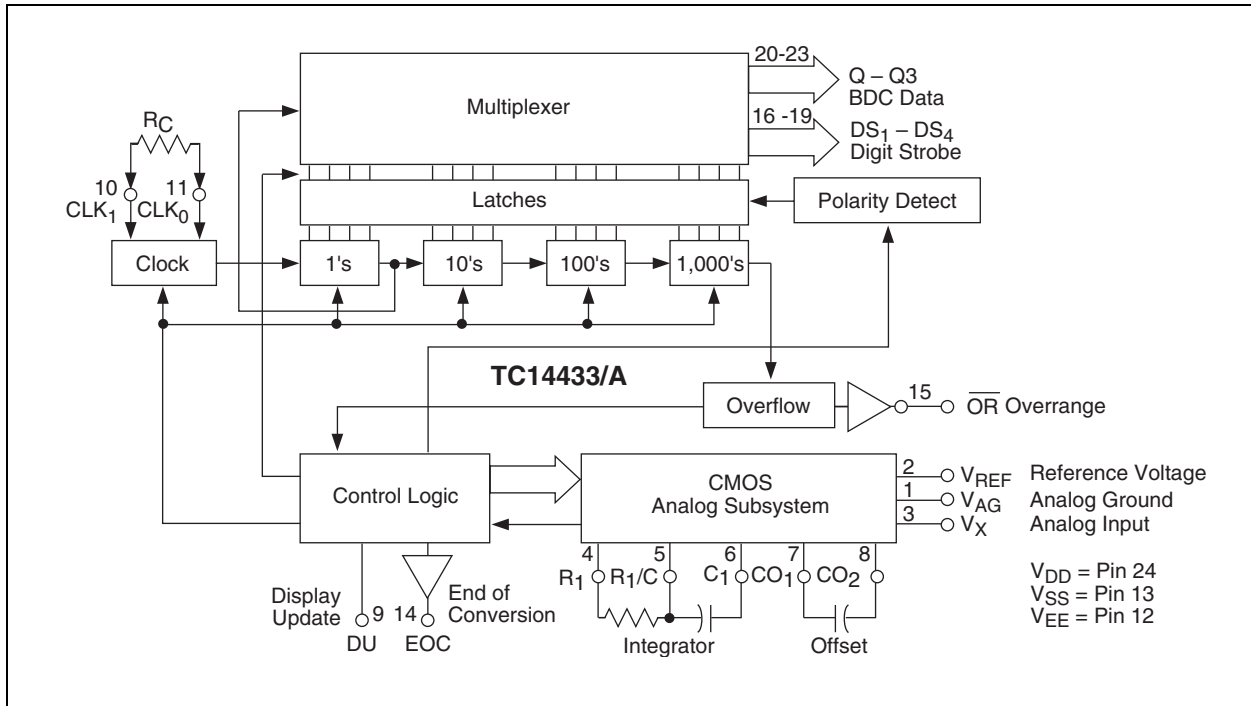 20-23
Q – Q3
BDC Data
Multiplexer
16 -19
DS1 – DS4
Digit Strobe
RC
10
11
CLK1
CLK0
Latches
Polarity Detect
Clock
1's
10's
100's
1,000's
TC14433/A
Overflow
15
OR Overrange
Control Logic
CMOS
Analog Subsystem
2
VREF Reference Voltage
1
VAG Analog Ground
3
VX Analog Input
4
5
6
7
8
R1
R1/C
C1
CO1
CO2
Integrator
Offset
Display
Update
9
DU
14
End of
Conversion
EOC
VDD = Pin 24
VSS = Pin 13
VEE = Pin 12